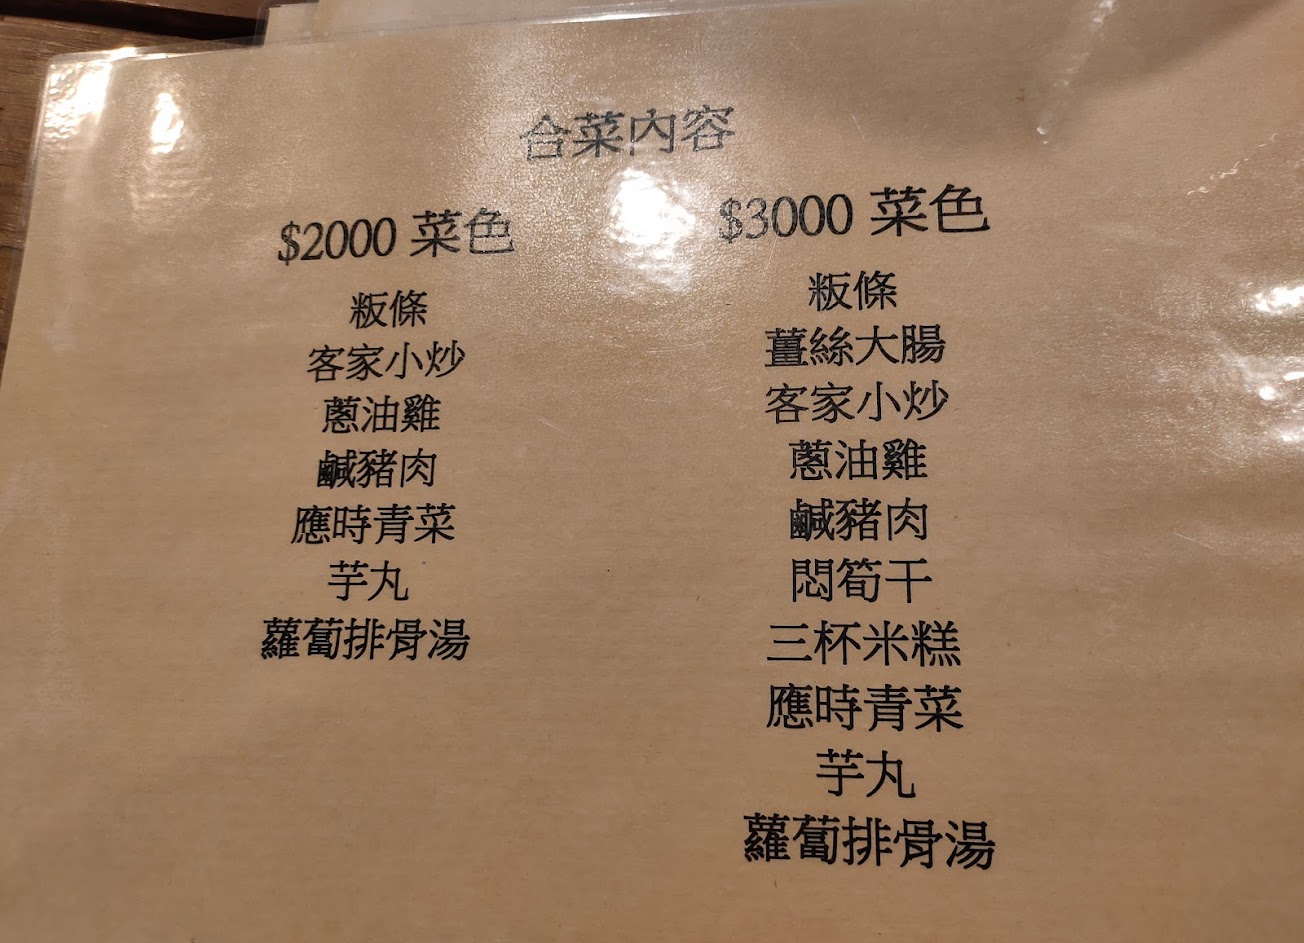 合菜內容
$2000 菜色
粄條
客家小炒
蔥油雞
鹹豬肉
應時青菜
芋丸
蘿蔔排骨湯
$3000 菜色
粄條
薑絲大腸
客家小炒
蔥油雞
鹹豬肉
悶筍干
三杯米糕
應時青菜
芋丸
蘿蔔排骨湯